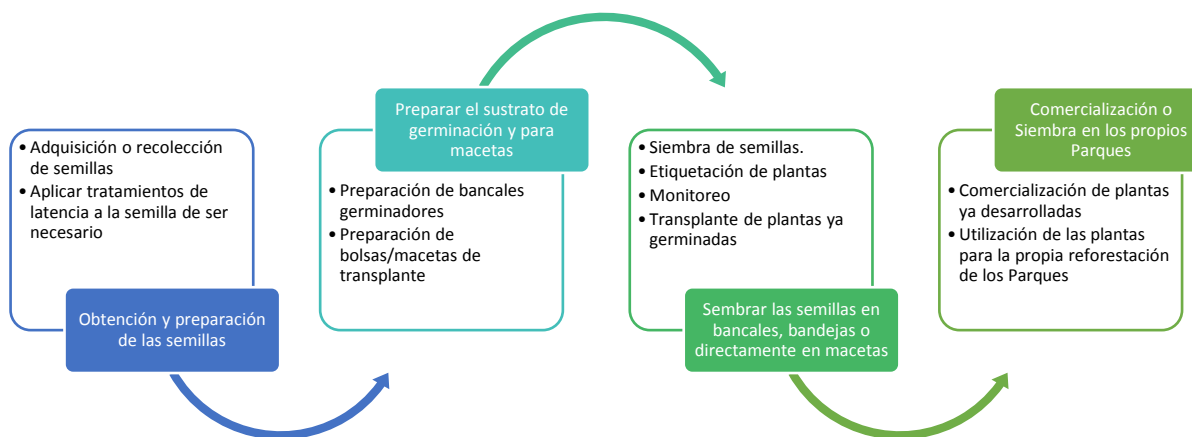 • Adquisición o recolección
de semillas
• Aplicar tratamientos de
latencia a la semilla de ser
necesario
Obtención y preparación
de las semillas
Preparar el sustrato de
germinación y para
macetas
• Preparación de bancales
germinadores
• Preparación de
bolsas/macetas de
transplante
• Siembra de semillas.
• Etiquetación de plantas
• Monitoreo
• Transplante de plantas ya
germinadas
Sembrar las semillas en
bancales, bandejas o
directamente en macetas
Comercialización o
Siembra en los propios
Parques
• Comercialización de plantas
ya desarrolladas
• Utilización de las plantas
para la propia reforestación
de los Parques